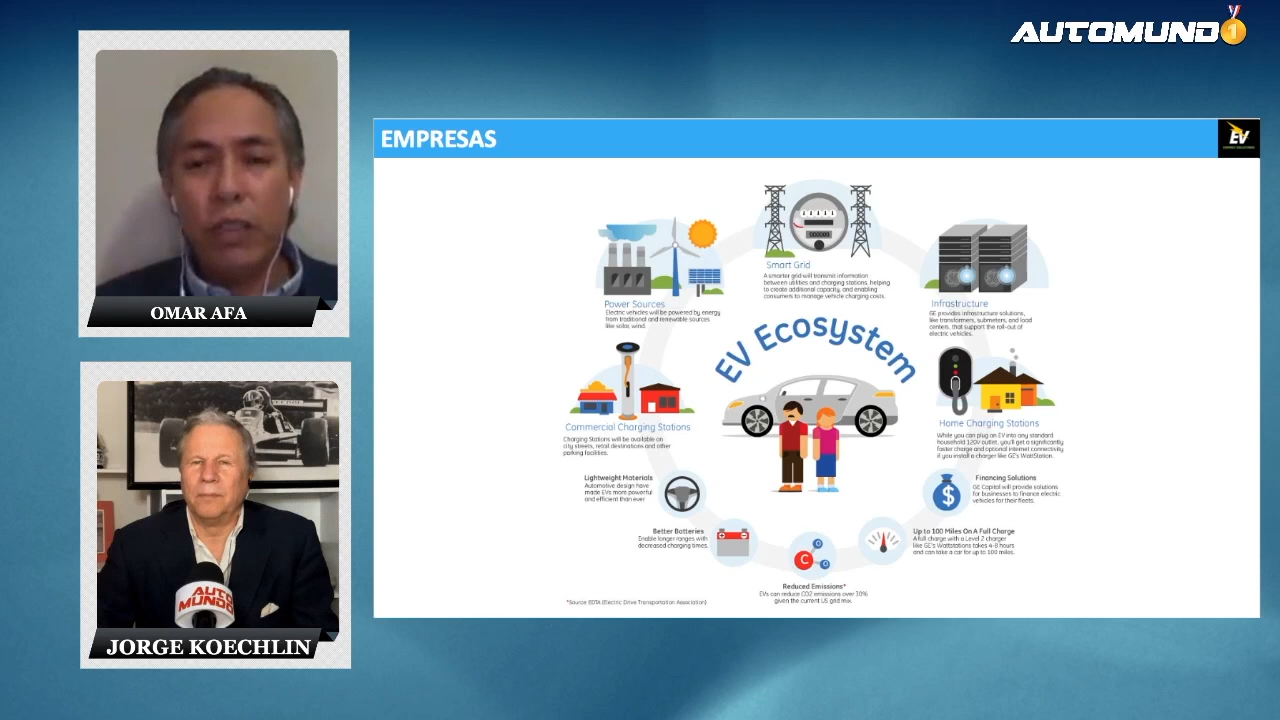 AUTOMUNDO1
EMPRESAS
EV
OMAR AFA
JORGE KOECHLIN
AUTO
MUNDO
EV Ecosystem
Power Sources
Electric vehicles will be powered by energy
from traditional and renewable sources
like solar, wind.
Smart Grid
A smarter grid will transmit information
between utilities and charging stations, helping
to create additional capacity, and enabling
consumers to manage vehicle charging costs.
Infrastructure
GE provides infrastructure solutions,
like transformers, submeters, and load
centers, that support the roll-out of
electric vehicles.
Commercial Charging Stations
Charging Stations will be available on
city streets, retail destinations and other
parking facilities.
Home Charging Stations
While you can plug an EV into any standard
household 120V outlet, you'll get a significantly
faster charge and optional internet connectivity
if you install a charger like GE's WattStation.
Lightweight Materials
Automotive design have
made EVs more powerful
and efficient than ever
Financing Solutions
GE Capital will provide solutions
for businesses to finance electric
vehicles for their fleets.
$
Better Batteries
Enable longer ranges with
decreased charging times.
Up to 100 Miles On A Full Charge
A full charge with a Level 2 charger
like GE's Wattstations takes 4-8 hours
and can take a car for up to 100 miles.
C
O
O
Reduced Emissions*
EVs can reduce CO2 emissions over 30%
given the current US grid mix.
*Source EDTA (Electric Drive Transportation Association)